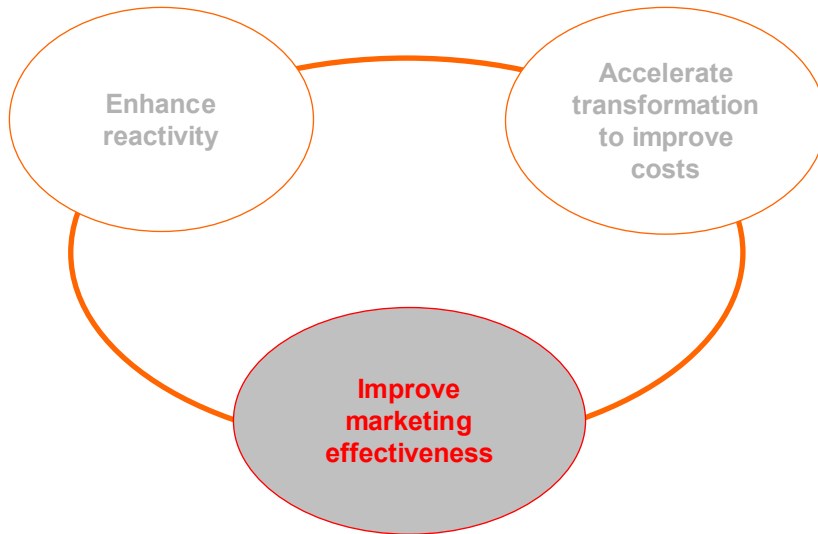 Enhance
reactivity
Accelerate
transformation
to improve
costs
Improve
marketing
effectiveness